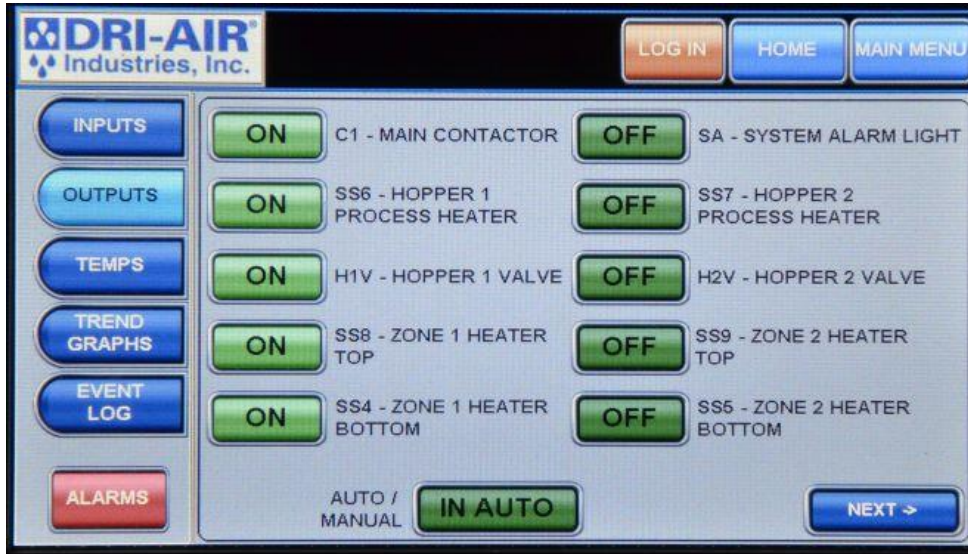 DRI-AIR®
Industries, Inc.
LOG IN
HOME
MAIN MENU
INPUTS
OUTPUTS
TEMPS
TREND
GRAPHS
EVENT
LOG
ALARMS
ON
C1 - MAIN CONTACTOR
OFF
SA - SYSTEM ALARM LIGHT
ON
SS6 - HOPPER 1
PROCESS HEATER
OFF
SS7 - HOPPER 2
PROCESS HEATER
ON
H1V - HOPPER 1 VALVE
OFF
H2V - HOPPER 2 VALVE
ON
SS8 - ZONE 1 HEATER
TOP
OFF
SS9 - ZONE 2 HEATER
TOP
ON
SS4 - ZONE 1 HEATER
BOTTOM
OFF
SS5 - ZONE 2 HEATER
BOTTOM
AUTO /
MANUAL
IN AUTO
NEXT ->